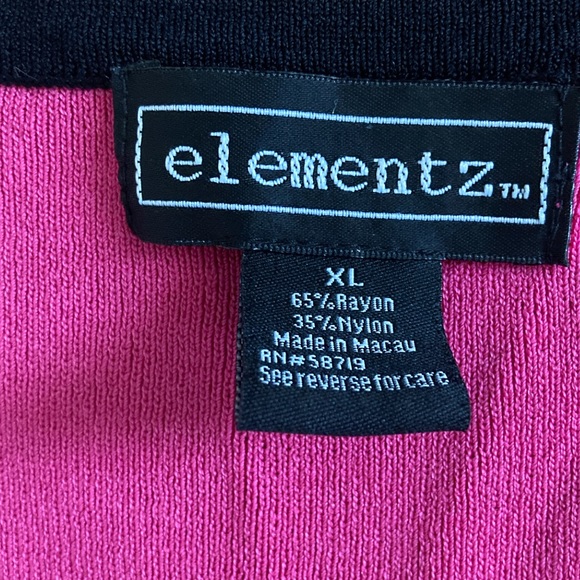 elementz™
XL
65%Rayon
35%Nylon
Made in Macau
RN#58719
See reverse for care